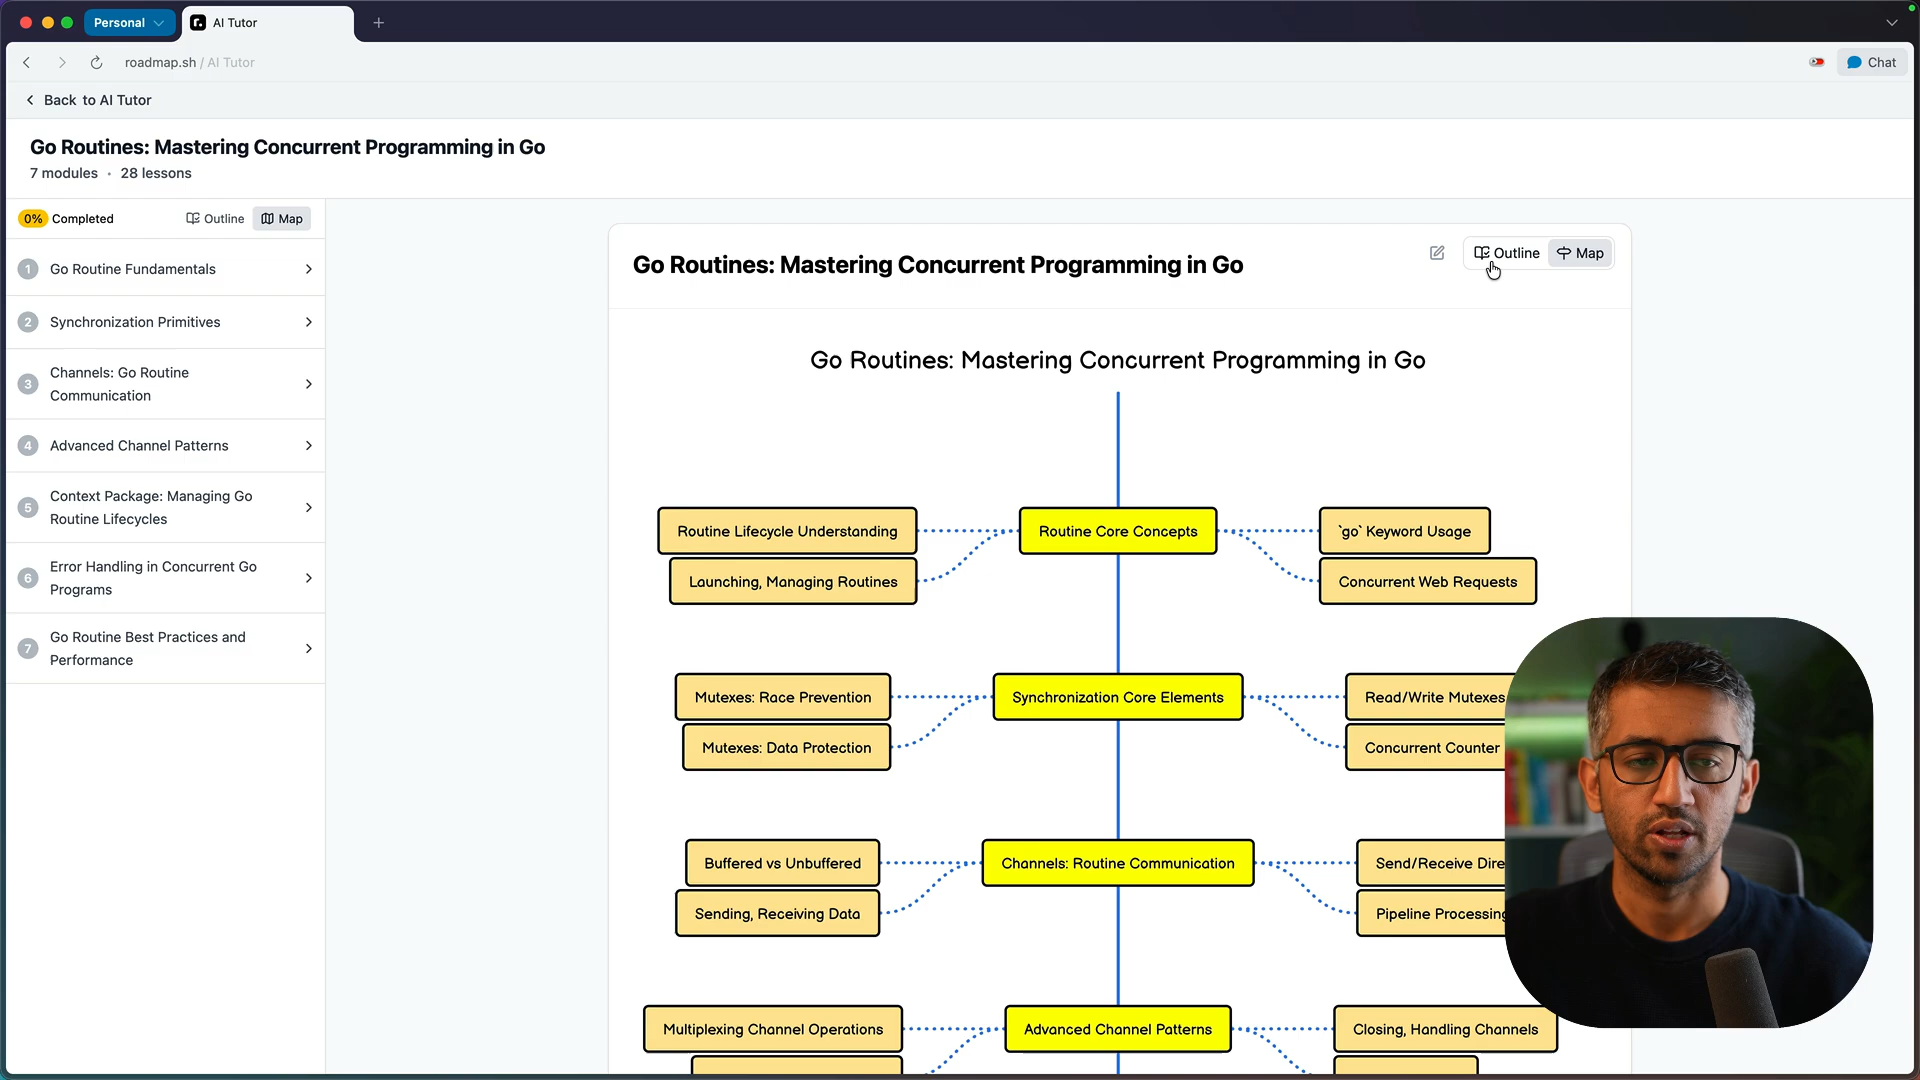 Personal
AI Tutor
roadmap.sh / AI Tutor
Chat
Back to AI Tutor
Go Routines: Mastering Concurrent Programming in Go
7 modules • 28 lessons
0% Completed
Outline
Map
1 Go Routine Fundamentals
2 Synchronization Primitives
3 Channels: Go Routine
Communication
4 Advanced Channel Patterns
5 Context Package: Managing Go
Routine Lifecycles
6 Error Handling in Concurrent Go
Programs
7 Go Routine Best Practices and
Performance
Go Routines: Mastering Concurrent Programming in Go
Outline
Map
Go Routines: Mastering Concurrent Programming in Go
Routine Lifecycle Understanding
Routine Core Concepts
`go` Keyword Usage
Launching, Managing Routines
Concurrent Web Requests
Mutexes: Race Prevention
Synchronization Core Elements
Read/Write Mutexes
Mutexes: Data Protection
Concurrent Counter
Buffered vs Unbuffered
Channels: Routine Communication
Send/Receive Dire
Sending, Receiving Data
Pipeline Processing
Multiplexing Channel Operations
Advanced Channel Patterns
Closing, Handling Channels